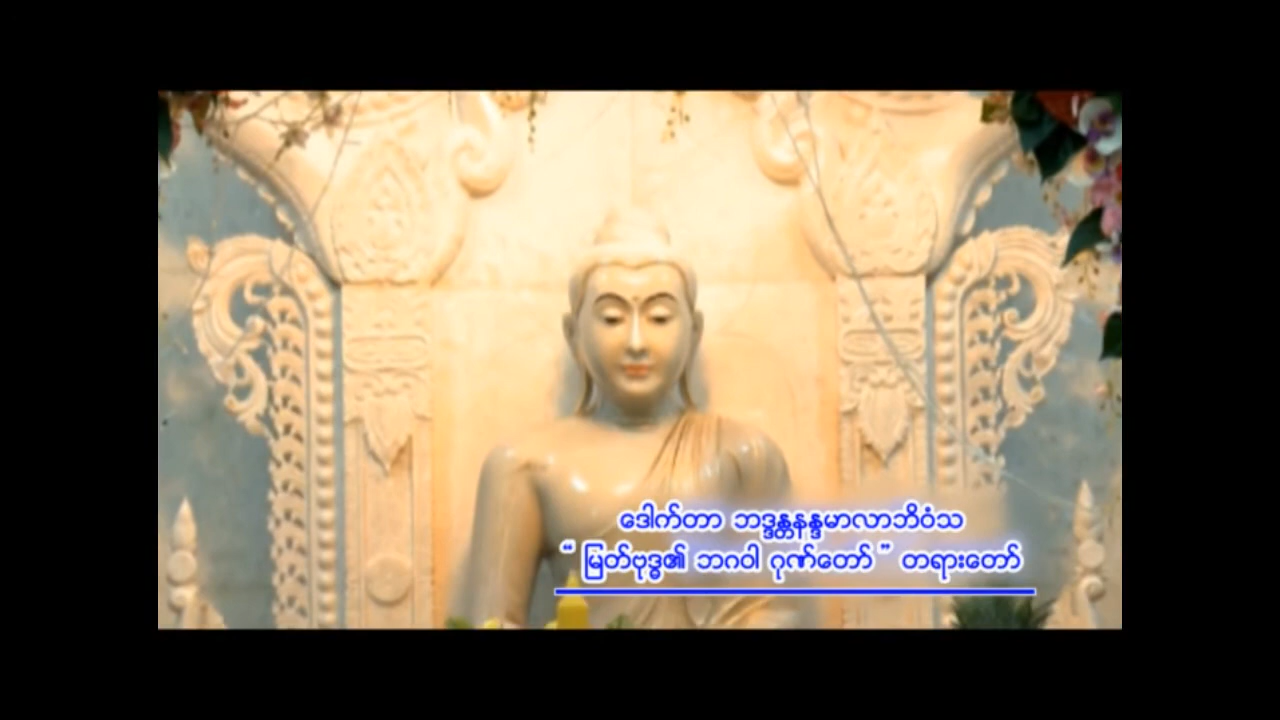 ဒေါက်တာ ဘဒ္ဒန္တနန္ဒမာလာဘိဝံသ
“ မြတ်ဗုဒ္ဓ၏ ဘဂဝါ ဂုဏ်တော် ” တရားတော်